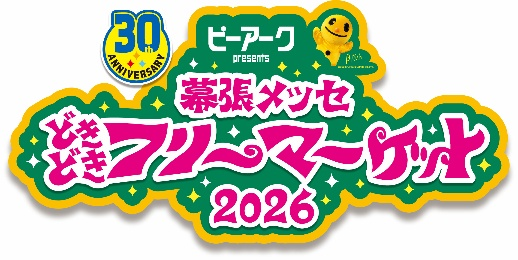 30th
ANNIVERSARY
ピーアーク
presents
幕張メッセ
どきどき
フリーマーケット
2026